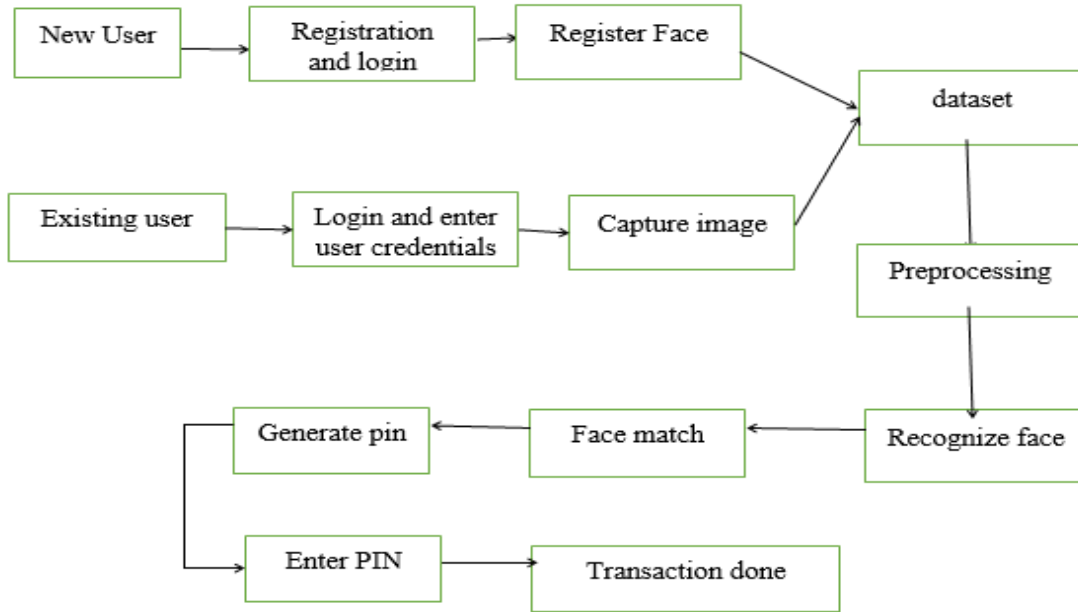 New User
Registration
and login
Register Face
dataset
Existing user
Login and enter
user credentials
Capture image
Preprocessing
Generate pin
Face match
Recognize face
Enter PIN
Transaction done